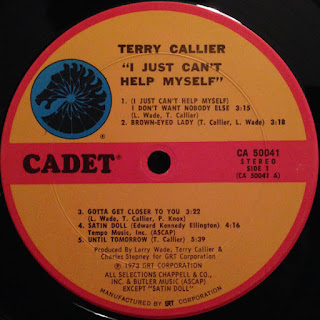 TERRY CALLIER
"I JUST CAN'T
HELP MYSELF"
1. (I JUST CAN'T HELP MYSELF)
I DON'T WANT NOBODY ELSE 3:15
(L. Wade, T. Callier)
2. BROWN-EYED LADY (T. Callier, L. Wade) 3:18
CADET®
CA 50041
STEREO
SIDE 1
(CA 50041 A)
3. GOTTA GET CLOSER TO YOU 3:22
(L. Wade, T. Callier, P. Knox)
4. SATIN DOLL (Edward Kennedy Ellington) 4:16
Tempo Music, Inc. (ASCAP)
5. UNTIL TOMORROW (T. Callier) 5:39
Produced by Larry Wade, Terry Callier &
Charles Stepney for GRT Corporation
℗ 1973 GRT CORPORATION
ALL SELECTIONS CHAPPELL & CO.,
INC. & BUTLER MUSIC (ASCAP)
EXCEPT "SATIN DOLL"
MANUFACTURED BY GRT CORPORATION